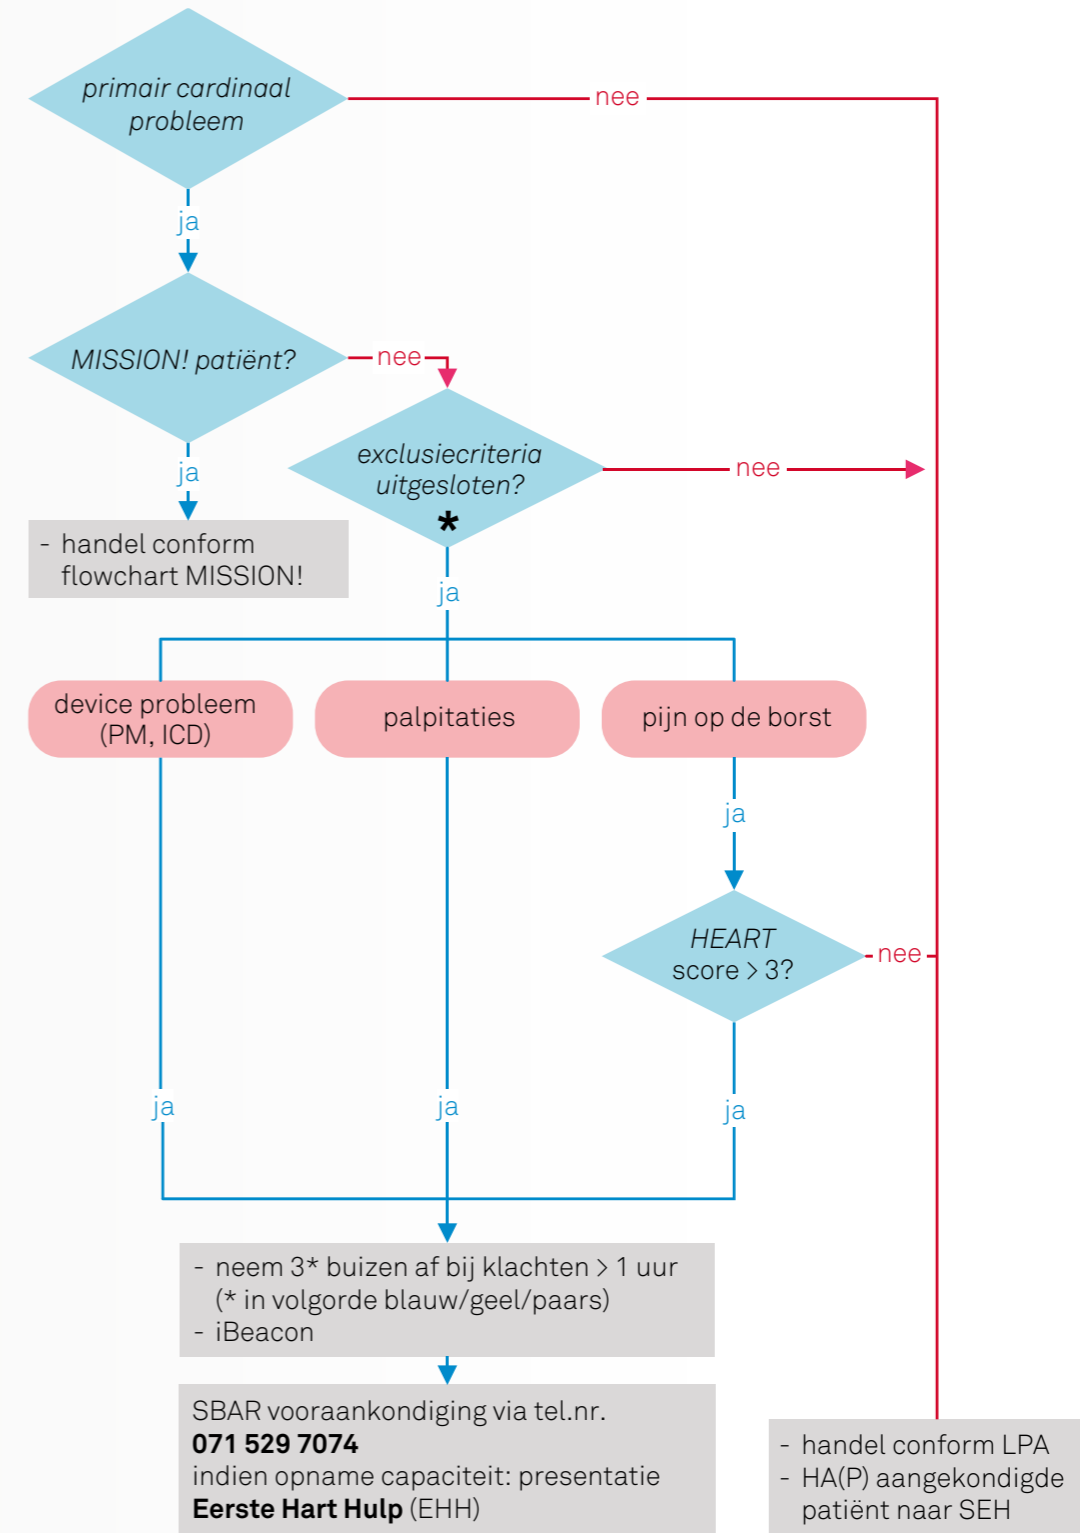 primair cardinaal
probleem
nee
ja
MISSION! patiënt?
nee
exclusiecriteria
uitgesloten?
*
nee
ja
- handel conform
flowchart MISSION!
ja
device probleem
(PM, ICD)
palpitaties
pijn op de borst
ja
HEART
score > 3?
nee
ja
ja
ja
- neem 3* buizen af bij klachten > 1 uur
(* in volgorde blauw/geel/paars)
- iBeacon
SBAR vooraankondiging via tel.nr.
071 529 7074
indien opname capaciteit: presentatie
Eerste Hart Hulp (EHH)
- handel conform LPA
- HA(P) aangekondigde
patiënt naar SEH